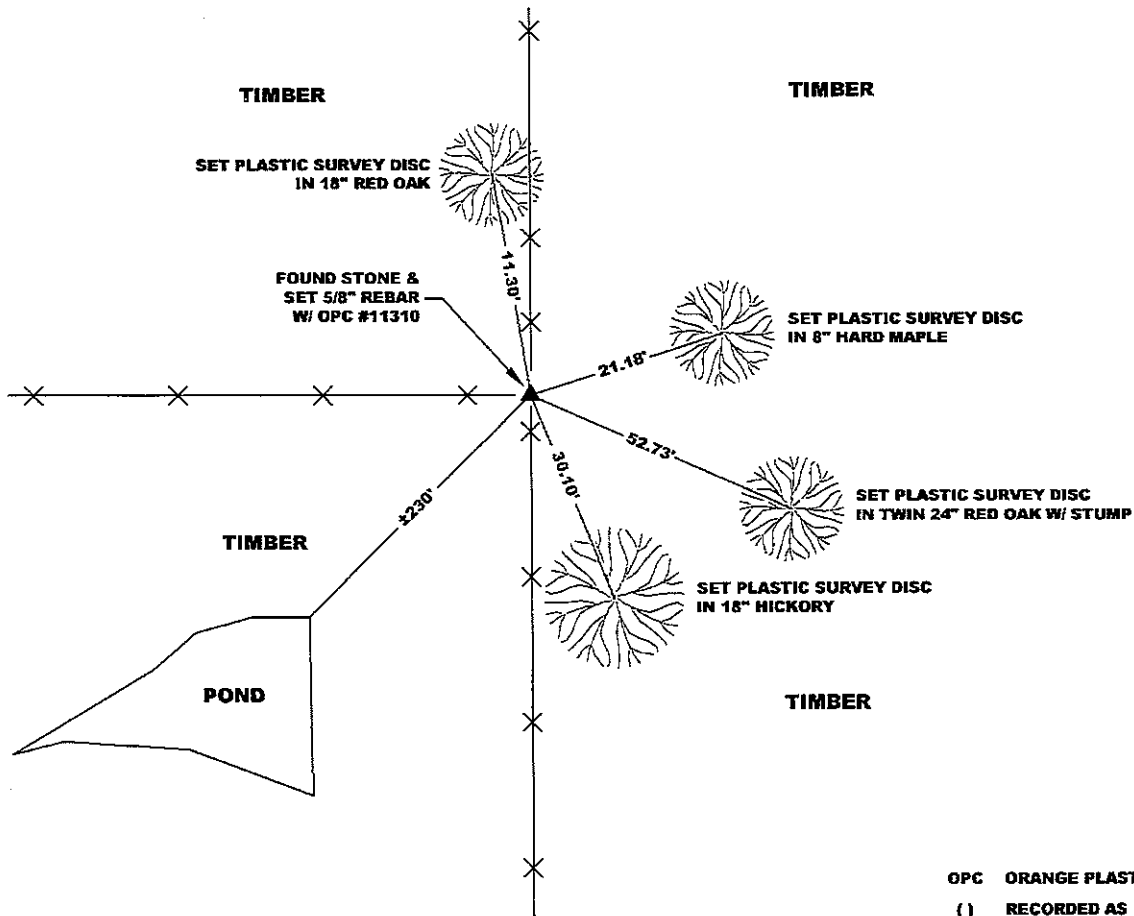 TIMBER
TIMBER
SET PLASTIC SURVEY DISC
IN 18" RED OAK
11.30'
FOUND STONE &
SET 5/8" REBAR
W/ OPC #11310
SET PLASTIC SURVEY DISC
IN 8" HARD MAPLE
21.18'
52.73'
30.10'
±230'
SET PLASTIC SURVEY DISC
IN TWIN 24" RED OAK W/ STUMP
TIMBER
SET PLASTIC SURVEY DISC
IN 18" HICKORY
POND
TIMBER
OPC ORANGE PLAST
( ) RECORDED AS